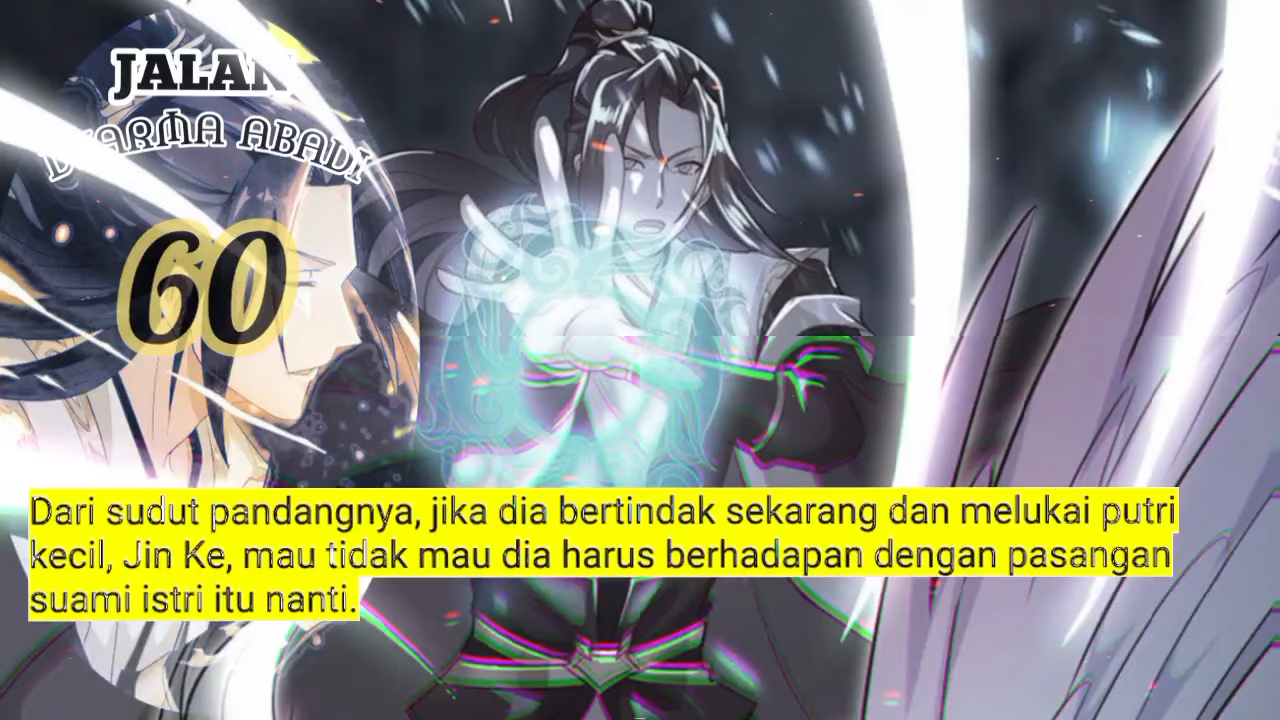 JALAN
DHARMA ABADI
60
Dari sudut pandangnya, jika dia bertindak sekarang dan melukai putri
kecil, Jin Ke, mau tidak mau dia harus berhadapan dengan pasangan
suami istri itu nanti.